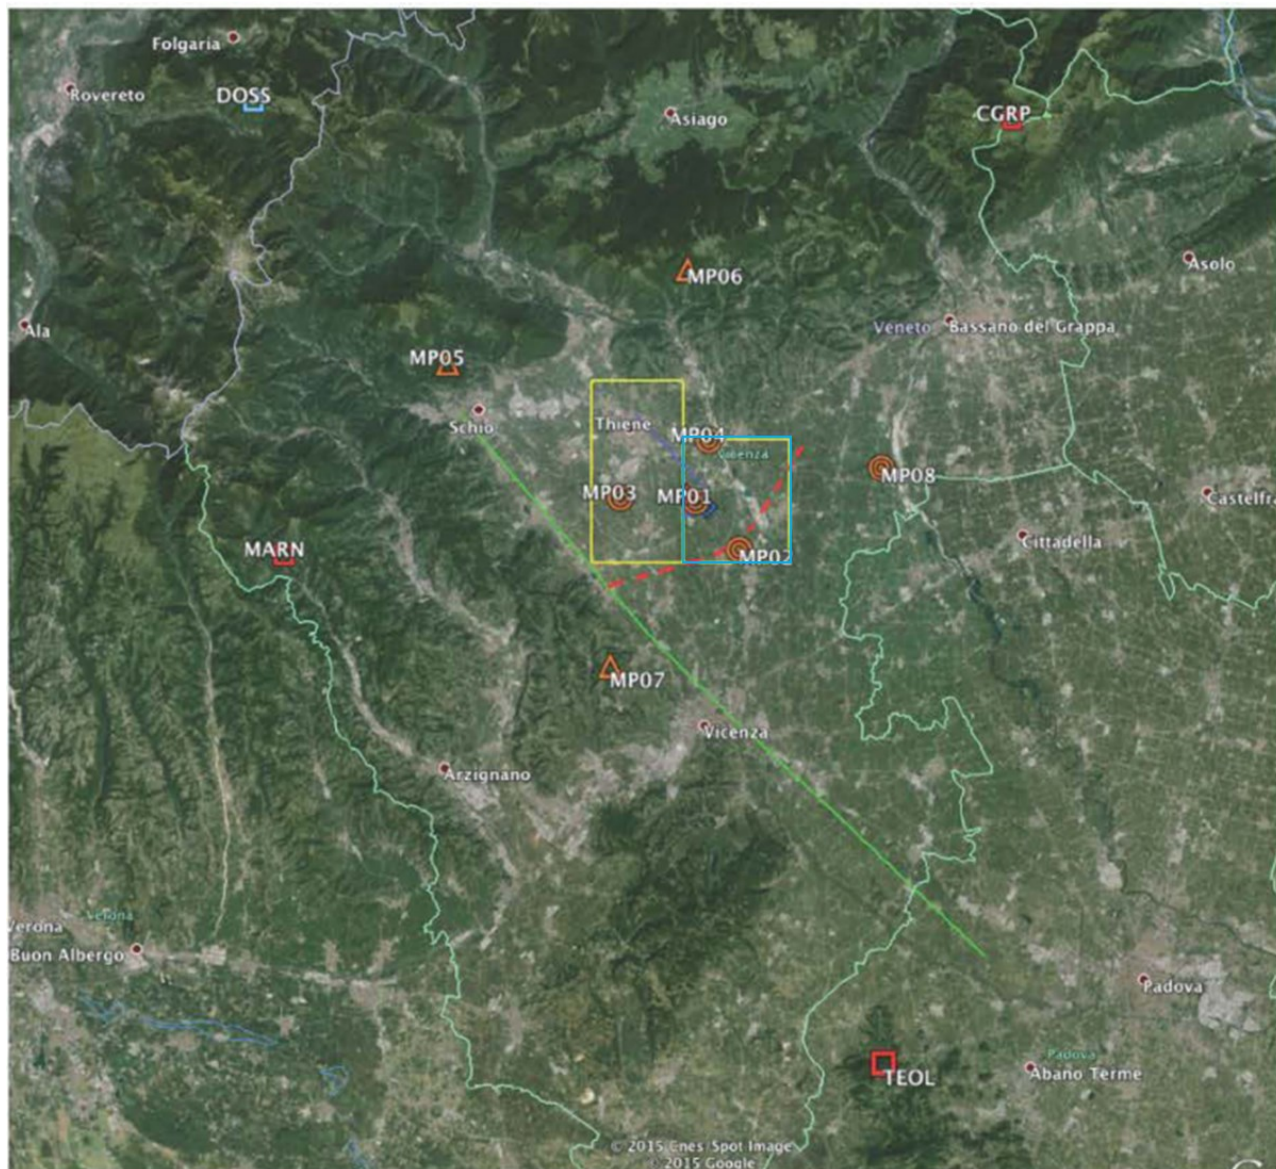 Folgaria
Rovereto
DOSS
Asiago
CGRP
Asolo
MP06
Ala
Veneto
Bassano del Grappa
MP05
Schio
Thiene
MP04
Vicenza
MP03
MP01
MP08
Castelfr
MP02
Cittadella
MARN
MP07
Vicenza
Arzignano
Verona
Verona
Buon Albergo
Padova
Padova
Abano Terme
TEOL
© 2015 Cnes Spot Image
© 2015 Google